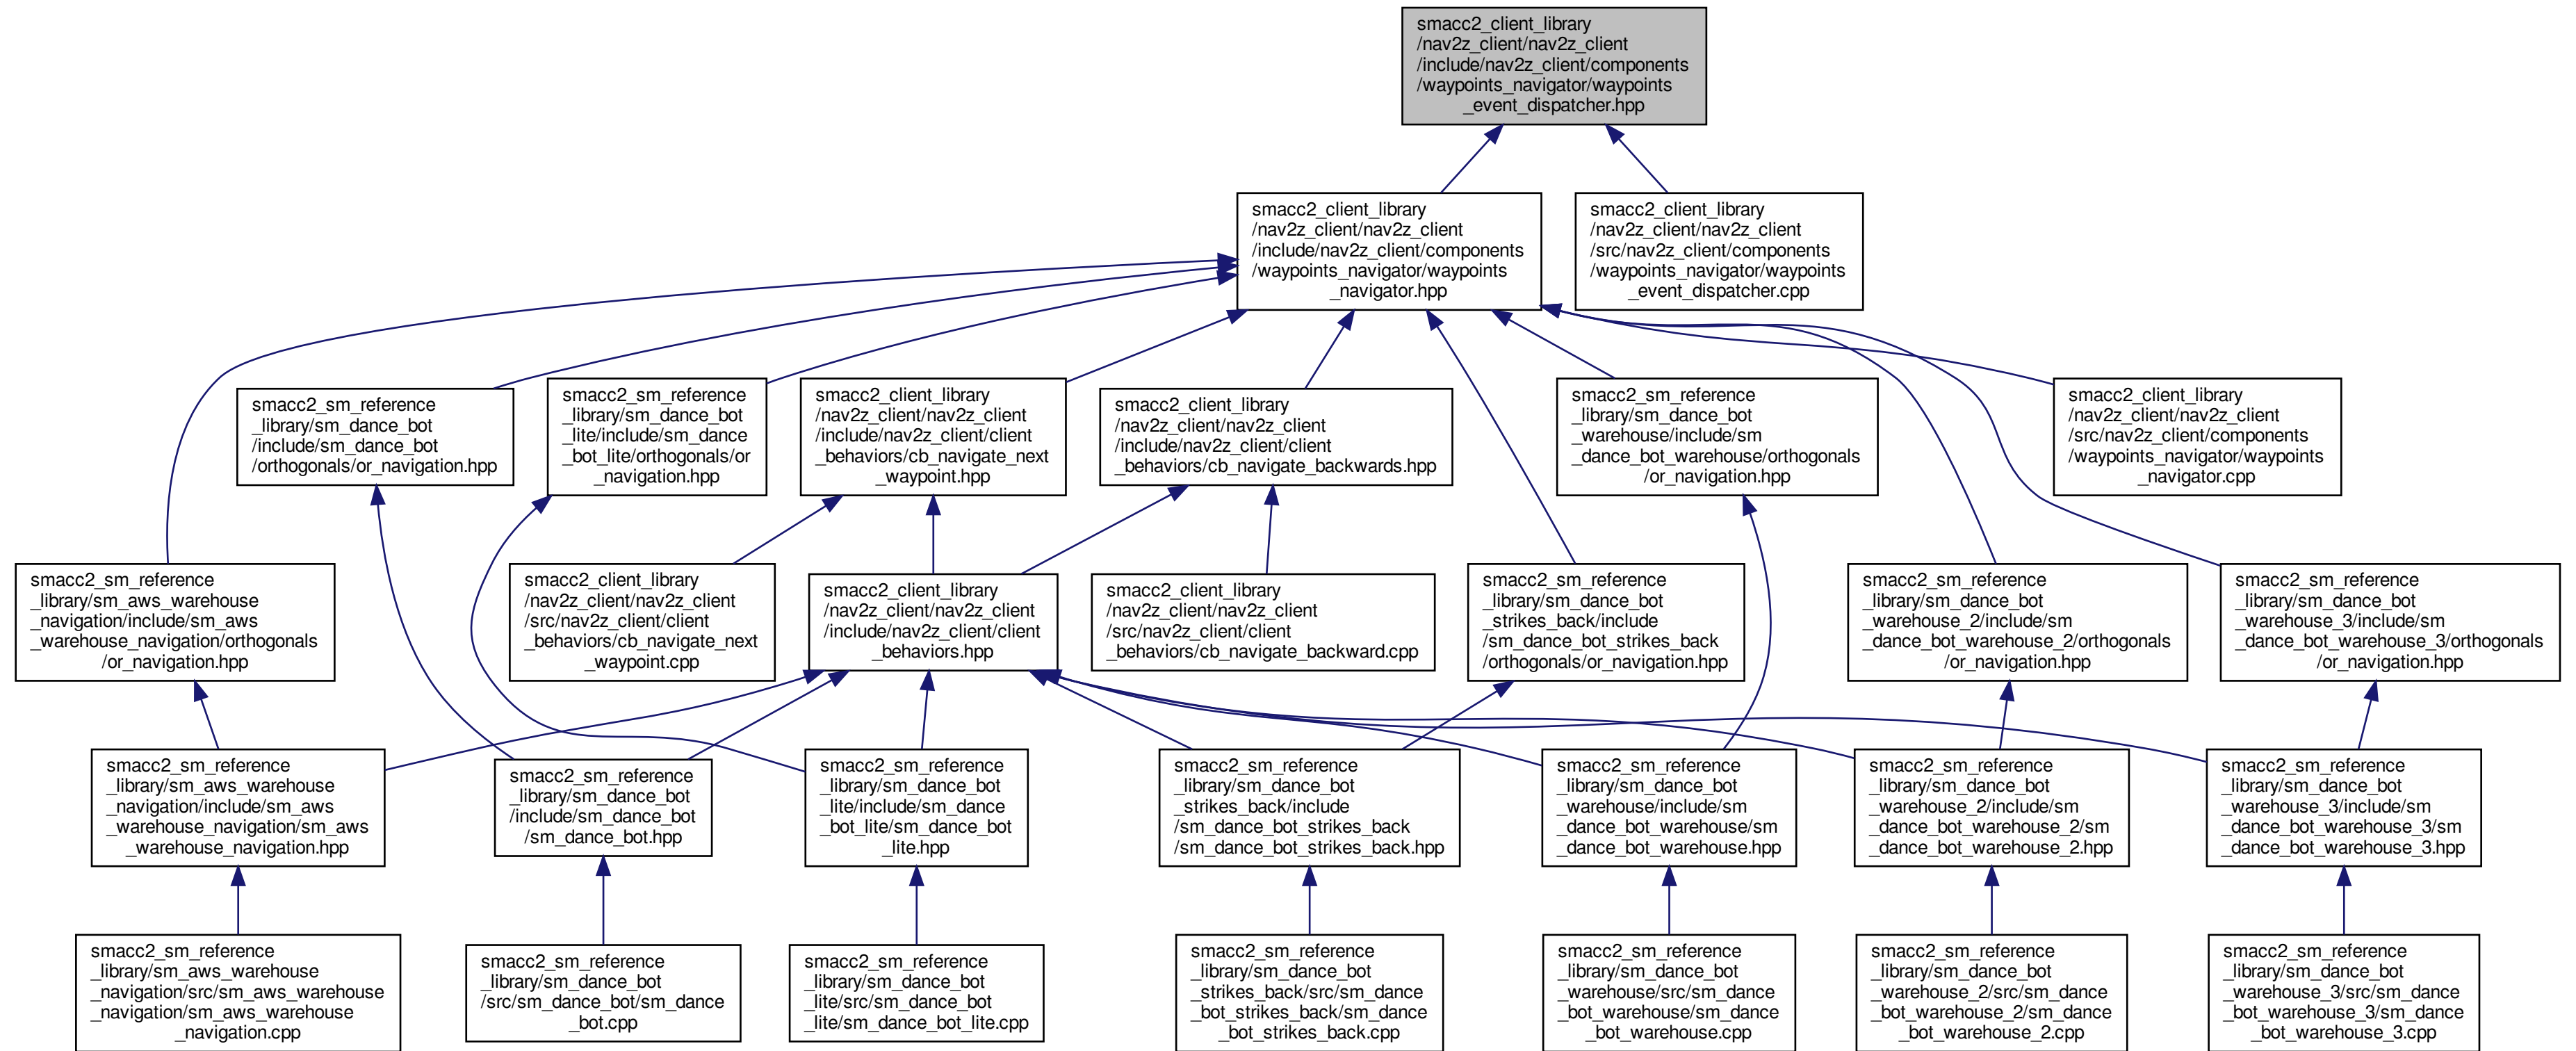 smacc2_client_library
/nav2z_client/nav2z_client
/include/nav2z_client/components
/waypoints_navigator/waypoints
_event_dispatcher.hpp
smacc2_client_library
/nav2z_client/nav2z_client
/include/nav2z_client/components
/waypoints_navigator/waypoints
_navigator.hpp
smacc2_client_library
/nav2z_client/nav2z_client
/src/nav2z_client/components
/waypoints_navigator/waypoints
_event_dispatcher.cpp
smacc2_sm_reference
_library/sm_dance_bot
/include/sm_dance_bot
/orthogonals/or_navigation.hpp
smacc2_sm_reference
_library/sm_dance_bot
_lite/include/sm_dance
_bot_lite/orthogonals/or
_navigation.hpp
smacc2_client_library
/nav2z_client/nav2z_client
/include/nav2z_client/client
_behaviors/cb_navigate_next
_waypoint.hpp
smacc2_client_library
/nav2z_client/nav2z_client
/include/nav2z_client/client
_behaviors/cb_navigate_backwards.hpp
smacc2_sm_reference
_library/sm_dance_bot
_warehouse/include/sm
_dance_bot_warehouse/orthogonals
/or_navigation.hpp
smacc2_client_library
/nav2z_client/nav2z_client
/src/nav2z_client/components
/waypoints_navigator/waypoints
_navigator.cpp
smacc2_sm_reference
_library/sm_aws_warehouse
_navigation/include/sm_aws
_warehouse_navigation/orthogonals
/or_navigation.hpp
smacc2_client_library
/nav2z_client/nav2z_client
/src/nav2z_client/client
_behaviors/cb_navigate_next
_waypoint.cpp
smacc2_client_library
/nav2z_client/nav2z_client
/include/nav2z_client/client
_behaviors.hpp
smacc2_client_library
/nav2z_client/nav2z_client
/src/nav2z_client/client
_behaviors/cb_navigate_backward.cpp
smacc2_sm_reference
_library/sm_dance_bot
_strikes_back/include
/sm_dance_bot_strikes_back
/orthogonals/or_navigation.hpp
smacc2_sm_reference
_library/sm_dance_bot
_warehouse_2/include/sm
_dance_bot_warehouse_2/orthogonals
/or_navigation.hpp
smacc2_sm_reference
_library/sm_dance_bot
_warehouse_3/include/sm
_dance_bot_warehouse_3/orthogonals
/or_navigation.hpp
smacc2_sm_reference
_library/sm_aws_warehouse
_navigation/include/sm_aws
_warehouse_navigation/sm_aws
_warehouse_navigation.hpp
smacc2_sm_reference
_library/sm_dance_bot
/include/sm_dance_bot
/sm_dance_bot.hpp
smacc2_sm_reference
_library/sm_dance_bot
_lite/include/sm_dance
_bot_lite/sm_dance_bot
_lite.hpp
smacc2_sm_reference
_library/sm_dance_bot
_strikes_back/include
/sm_dance_bot_strikes_back
/sm_dance_bot_strikes_back.hpp
smacc2_sm_reference
_library/sm_dance_bot
_warehouse/include/sm
_dance_bot_warehouse/sm
_dance_bot_warehouse.hpp
smacc2_sm_reference
_library/sm_dance_bot
_warehouse_2/include/sm
_dance_bot_warehouse_2/sm
_dance_bot_warehouse_2.hpp
smacc2_sm_reference
_library/sm_dance_bot
_warehouse_3/include/sm
_dance_bot_warehouse_3/sm
_dance_bot_warehouse_3.hpp
smacc2_sm_reference
_library/sm_aws_warehouse
_navigation/src/sm_aws_warehouse
_navigation/sm_aws_warehouse
_navigation.cpp
smacc2_sm_reference
_library/sm_dance_bot
/src/sm_dance_bot/sm_dance
_bot.cpp
smacc2_sm_reference
_library/sm_dance_bot
_lite/src/sm_dance_bot
_lite/sm_dance_bot_lite.cpp
smacc2_sm_reference
_library/sm_dance_bot
_strikes_back/src/sm_dance
_bot_strikes_back/sm_dance
_bot_strikes_back.cpp
smacc2_sm_reference
_library/sm_dance_bot
_warehouse/src/sm_dance
_bot_warehouse/sm_dance
_bot_warehouse.cpp
smacc2_sm_reference
_library/sm_dance_bot
_warehouse_2/src/sm_dance
_bot_warehouse_2/sm_dance
_bot_warehouse_2.cpp
smacc2_sm_reference
_library/sm_dance_bot
_warehouse_3/src/sm_dance
_bot_warehouse_3/sm_dance
_bot_warehouse_3.cpp